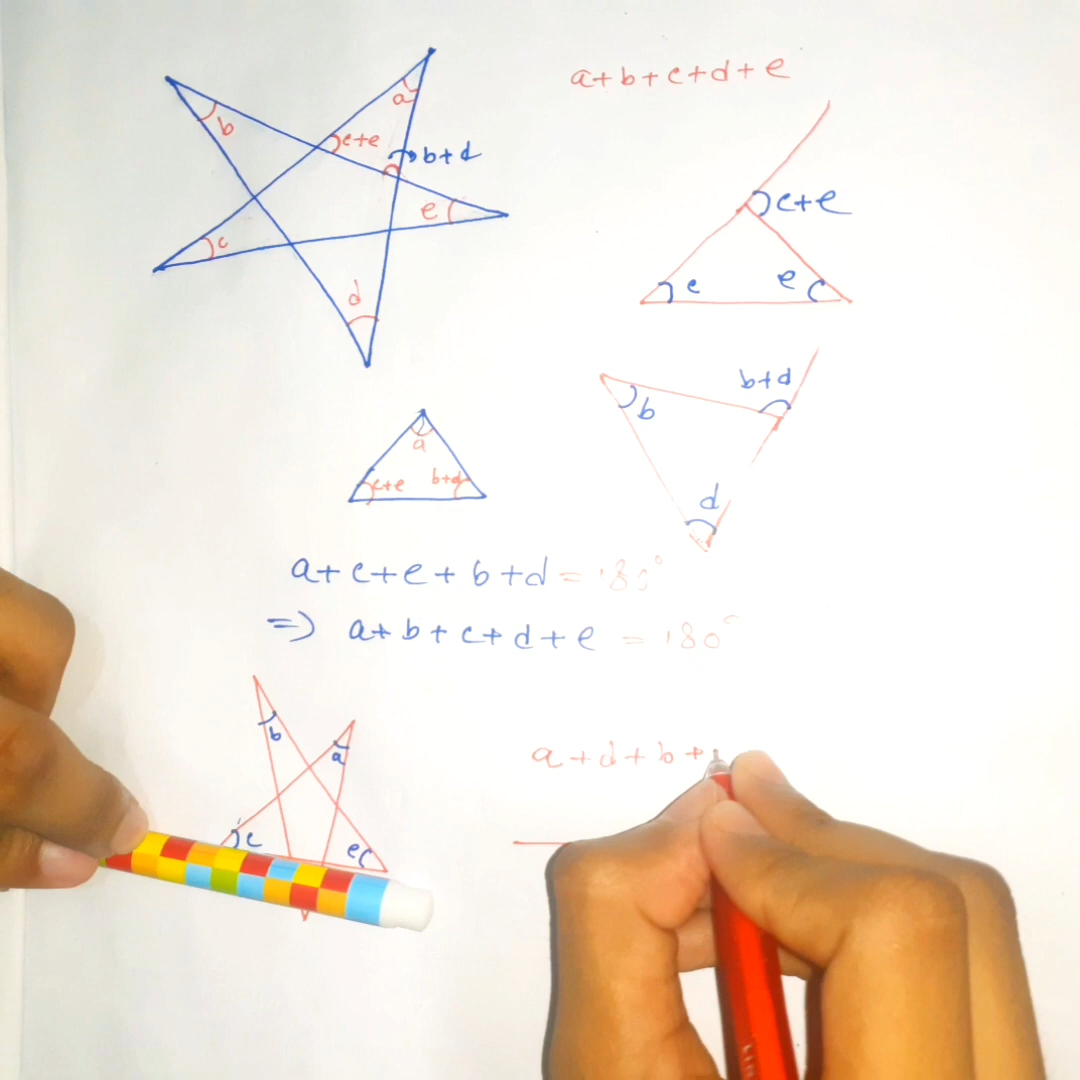 a+b+c+d+e
a
b
c+e
b+d
e
c
d
c+e
c
e
b+d
b
d
a
c+e
b+d
a+c+e+b+d = 180°
=> a+b+c+d+e = 180°
b
a
c
e
a+d+b+